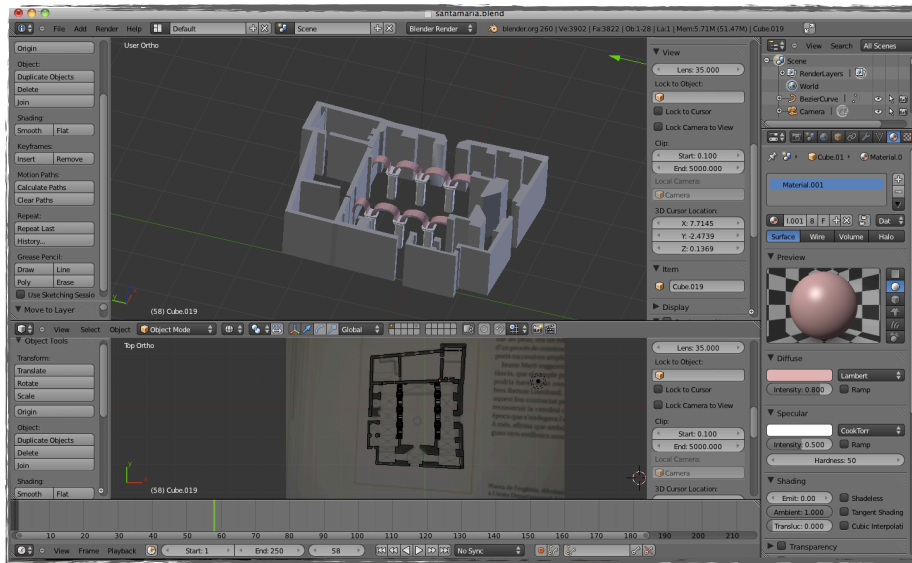 santamaria.blend
File Add Render Help Default Scene Blender Render blender.org 260 | Ve:3902 | Fa:3822 | Ob:1-28 | La:1 | Mem:5.71M (51.47M) | Cube.019
View Search All Scenes
Origin
Object:
Duplicate Objects
Delete
Join
Shading:
Smooth Flat
Keyframes:
Insert Remove
Motion Paths:
Calculate Paths
Clear Paths
Repeat:
Repeat Last
History...
Grease Pencil:
Draw Line
Poly Erase
Use Sketching Sessio
Move to Layer
User Ortho
(58) Cube.019
View
Lens: 35.000
Lock to Object:
Lock to Cursor
Lock Camera to View
Clip:
Start: 0.100
End: 5000.000
Local Camera:
Camera
3D Cursor Location:
X: 7.7145
Y: -2.4739
Z: 0.1369
Item
Cube.019
Display
Scene
RenderLayers
World
BezierCurve
Camera
Cube.01 Material.0
Material.001
I.001 8 F Dat
Surface Wire Volume Halo
Preview
Diffuse
Lambert
Intensity: 0.800 Ramp
Specular
CookTorr
Intensity: 0.500 Ramp
Hardness: 50
Shading
Emit: 0.00 Shadeless
Ambient: 1.000 Tangent Shading
Transluc: 0.000 Cubic Interpolati
Transparency
View Select Object Object Mode Global
Object Tools
Transform:
Translate
Rotate
Scale
Origin
Object:
Duplicate Objects
Delete
Join
Shading:
Smooth Flat
Top Ortho
(58) Cube.019
Lens: 35.000
Lock to Object:
Lock to Cursor
Lock Camera to View
Clip:
Start: 0.100
End: 5000.000
Local Camera:
Camera
3D Cursor Location:
10 20 30 40 50 60 70 80 90 100 110 120 130 140 150 160 170 180 190 200 210
View Frame Playback Start: 1 End: 250 58 No Sync